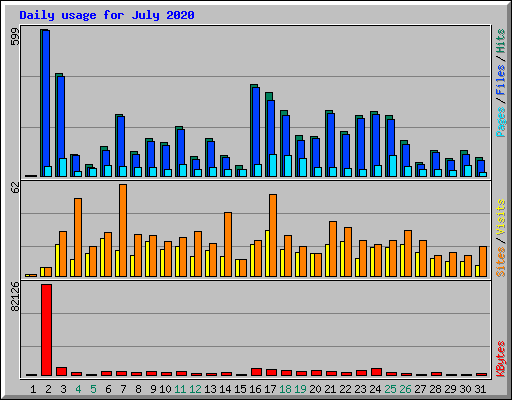 Daily usage for July 2020
599
Pages / Files / Hits
62
Sites / Visits
82126
KBytes
1 2 3 4 5 6 7 8 9 10 11 12 13 14 15 16 17 18 19 20 21 22 23 24 25 26 27 28 29 30 31